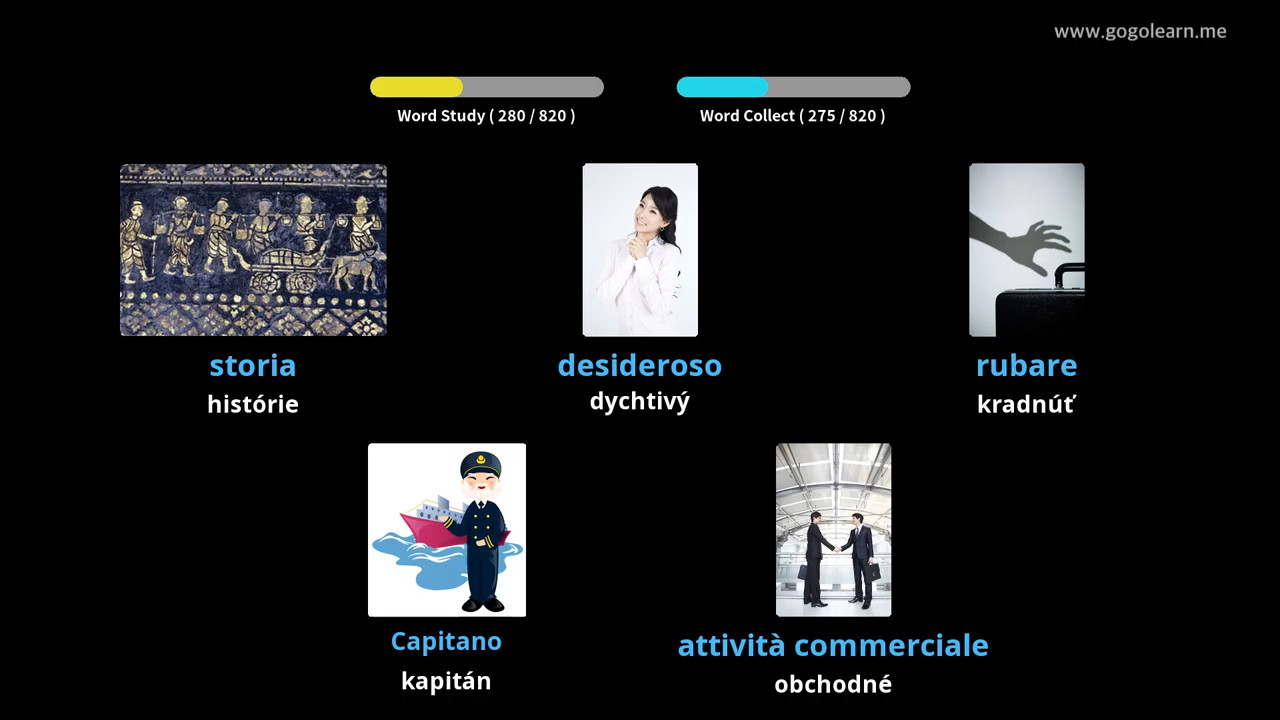 www.gogolearn.me
Word Study ( 280 / 820 )
Word Collect ( 275 / 820 )
storia
histórie
desideroso
dychtivý
rubare
kradnúť
Capitano
kapitán
attività commerciale
obchodné